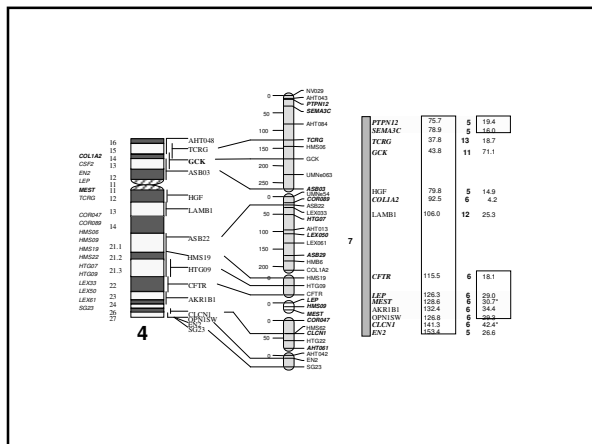 COL1A2
CSF2
EN2
LEP
MEST
TCRG
COR047
COR089
HMS06
HMS09
HMS19
HMS22
HTG07
HTG09
LEX33
LEX50
LEX61
SG23
16
15
14
13
12
11
11
12
13
14
21.1
21.2
21.3
22
23
24
26
27
4
AHT048
TCRG
GCK
ASB03
HGF
LAMB1
ASB22
HMS19
HTG09
CFTR
AKR1B1
CLCN1
OPN1SW
EN2
SG23
0
50
100
150
200
250
0
50
100
150
200
0
0
0
50
0
NV029
AHT043
PTPN12
SEMA3C
AHT084
TCRG
HMS06
GCK
UMNe063
ASB03
UMNe54
COR089
ASB22
LEX033
HTG07
AHT013
LEX050
LEX061
ASB29
HMB6
COL1A2
HMS19
HTG09
CFTR
LEP
HMS09
MEST
COR047
HMS62
CLCN1
HTG22
AHT061
AHT042
EN2
SG23
7
PTPN12 75.7 5 19.4
SEMA3C 78.9 5 16.0
TCRG 37.8 13 18.7
GCK 43.8 11 71.1
HGF 79.8 5 14.9
COL1A2 92.5 6 4.2
LAMB1 106.0 12 25.3
CFTR 115.5 6 18.1
LEP 126.3 6 29.0
MEST 128.6 6 30.7*
AKR1B1 132.4 6 34.4
OPN1SW 126.8 6 29.3
CLCN1 141.3 6 42.4*
EN2 153.4 5 26.6